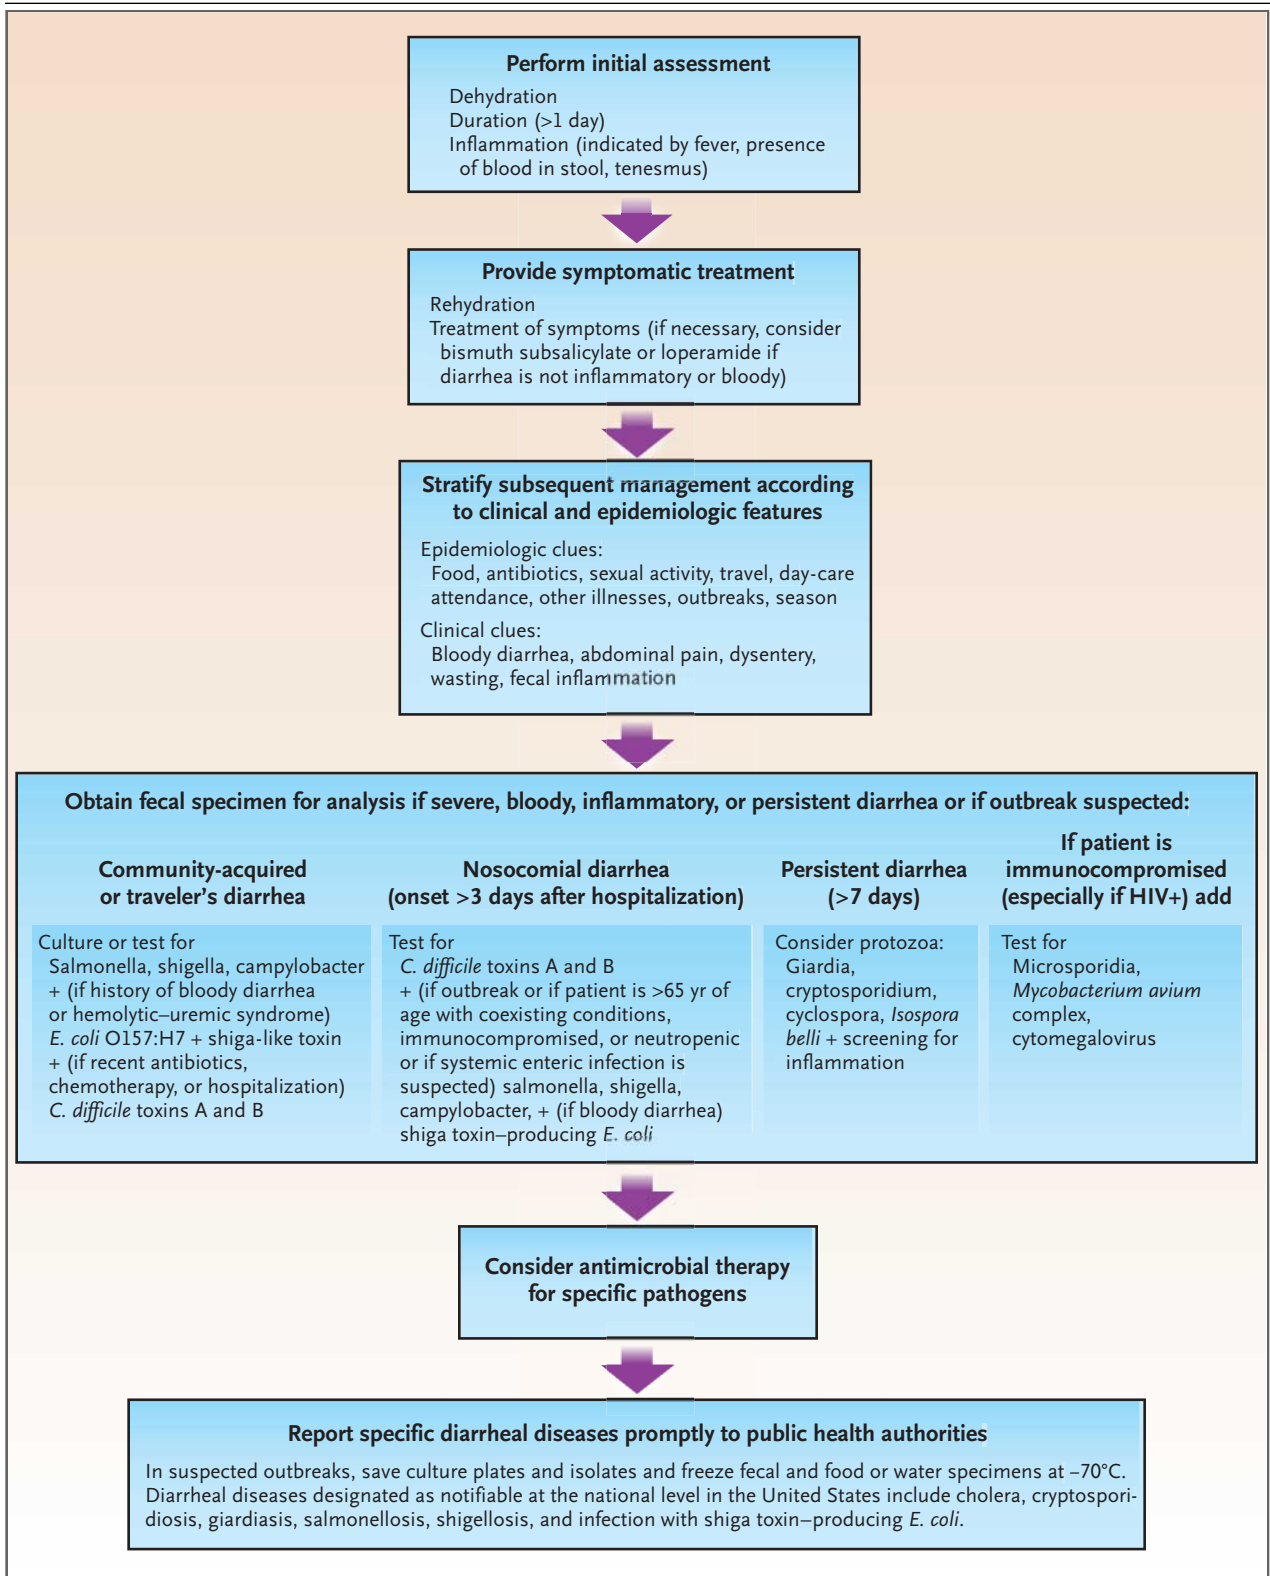 Perform initial assessment
Dehydration
Duration (>1 day)
Inflammation (indicated by fever, presence
of blood in stool, tenesmus)
Provide symptomatic treatment
Rehydration
Treatment of symptoms (if necessary, consider
bismuth subsalicylate or loperamide if
diarrhea is not inflammatory or bloody)
Stratify subsequent management according
to clinical and epidemiologic features
Epidemiologic clues:
Food, antibiotics, sexual activity, travel, day-care
attendance, other illnesses, outbreaks, season
Clinical clues:
Bloody diarrhea, abdominal pain, dysentery,
wasting, fecal inflammation
Obtain fecal specimen for analysis if severe, bloody, inflammatory, or persistent diarrhea or if outbreak suspected:
Community-acquired
or traveler's diarrhea
Culture or test for
Salmonella, shigella, campylobacter
+ (if history of bloody diarrhea
or hemolytic–uremic syndrome)
E. coli O157:H7 + shiga-like toxin
+ (if recent antibiotics,
chemotherapy, or hospitalization)
C. difficile toxins A and B
Nosocomial diarrhea
(onset >3 days after hospitalization)
Test for
C. difficile toxins A and B
+ (if outbreak or if patient is >65 yr of
age with coexisting conditions,
immunocompromised, or neutropenic
or if systemic enteric infection is
suspected) salmonella, shigella,
campylobacter, + (if bloody diarrhea)
shiga toxin–producing E. coli
Persistent diarrhea
(>7 days)
Consider protozoa:
Giardia,
cryptosporidium,
cyclospora, Isospora
belli + screening for
inflammation
If patient is
immunocompromised
(especially if HIV+) add
Test for
Microsporidia,
Mycobacterium avium
complex,
cytomegalovirus
Consider antimicrobial therapy
for specific pathogens
Report specific diarrheal diseases promptly to public health authorities
In suspected outbreaks, save culture plates and isolates and freeze fecal and food or water specimens at –70°C.
Diarrheal diseases designated as notifiable at the national level in the United States include cholera, cryptospori-
diosis, giardiasis, salmonellosis, shigellosis, and infection with shiga toxin–producing E. coli.